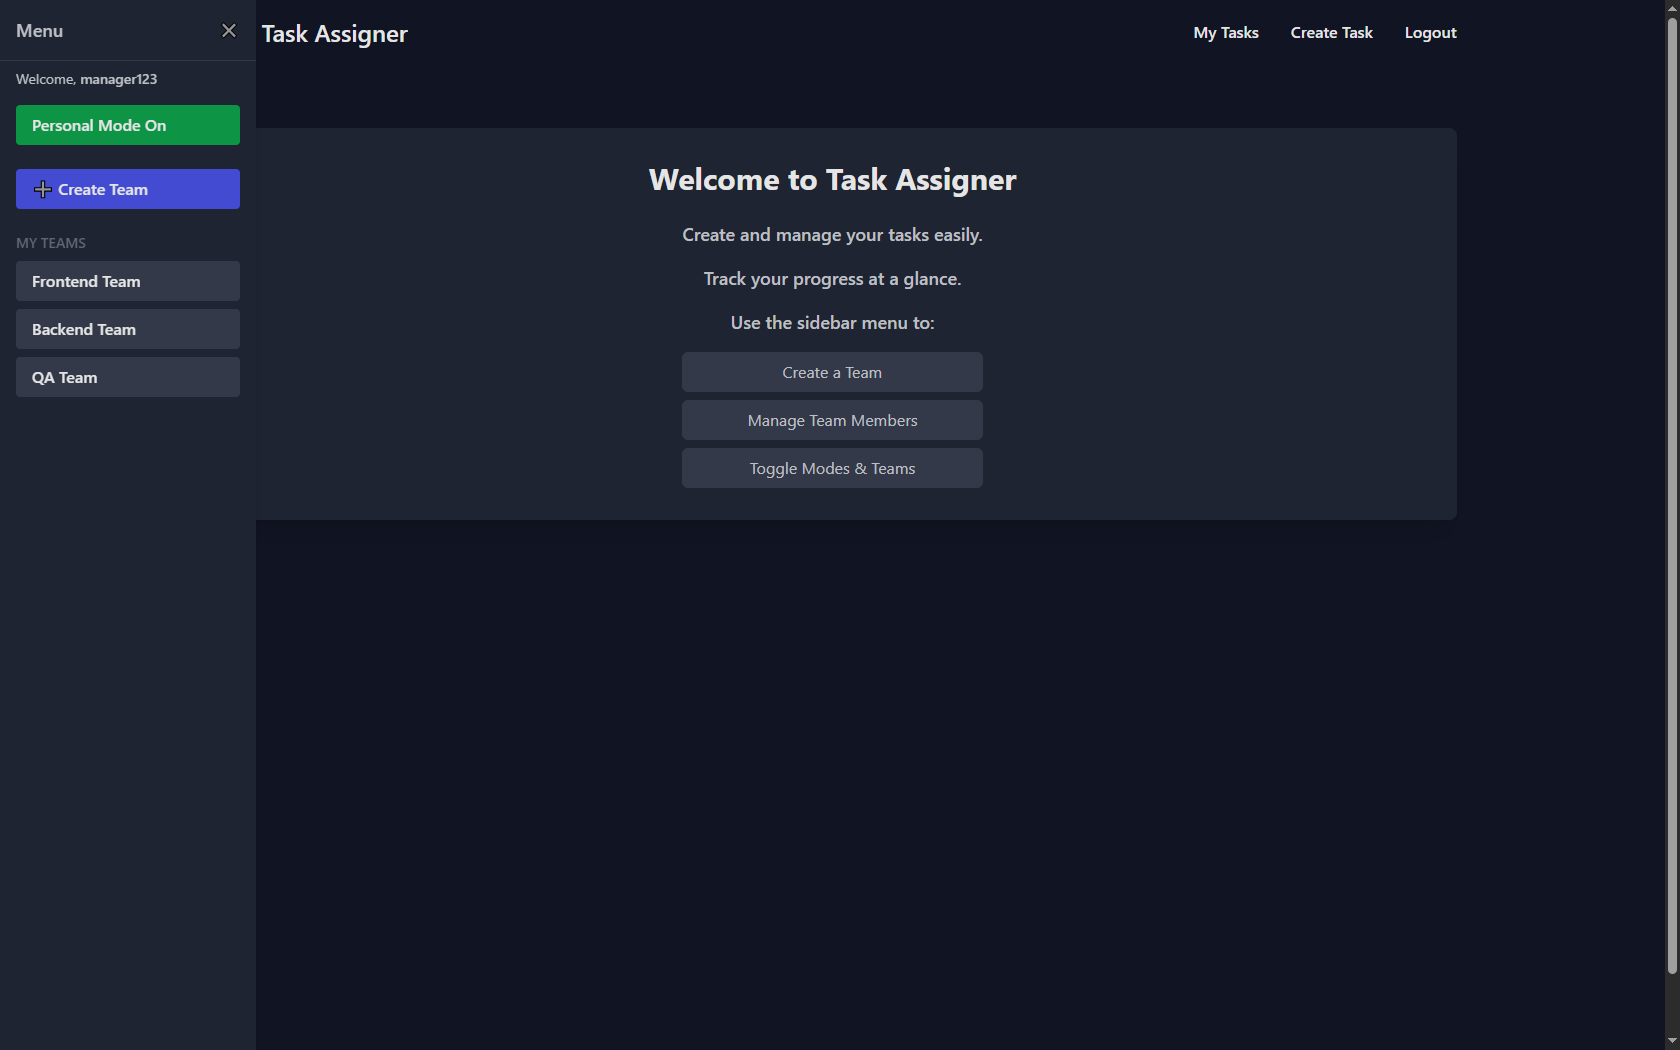 Menu
Welcome, manager123
Personal Mode On
Create Team
MY TEAMS
Frontend Team
Backend Team
QA Team
Task Assigner
My Tasks
Create Task
Logout
Welcome to Task Assigner
Create and manage your tasks easily.
Track your progress at a glance.
Use the sidebar menu to:
Create a Team
Manage Team Members
Toggle Modes & Teams